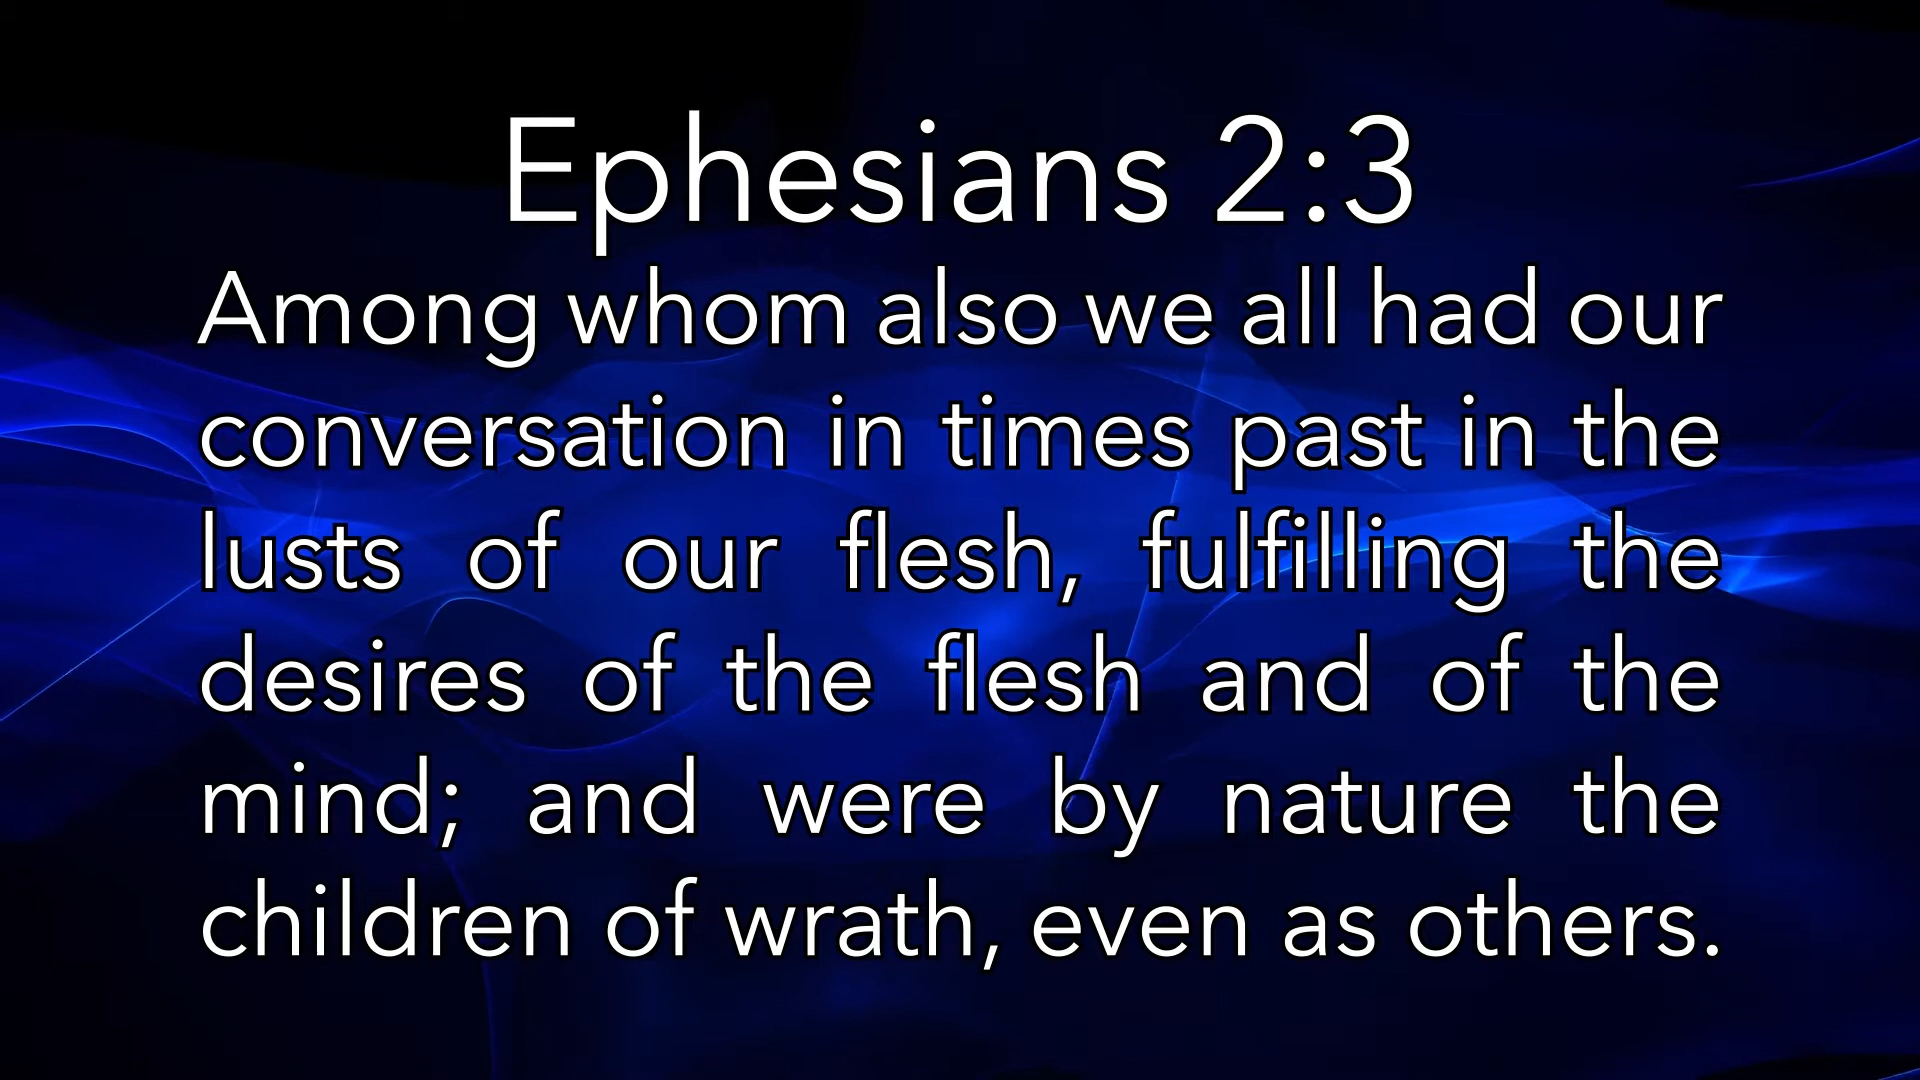 Ephesians 2:3
Among whom also we all had our
conversation in times past in the
lusts of our flesh, fulfilling the
desires of the flesh and of the
mind; and were by nature the
children of wrath, even as others.